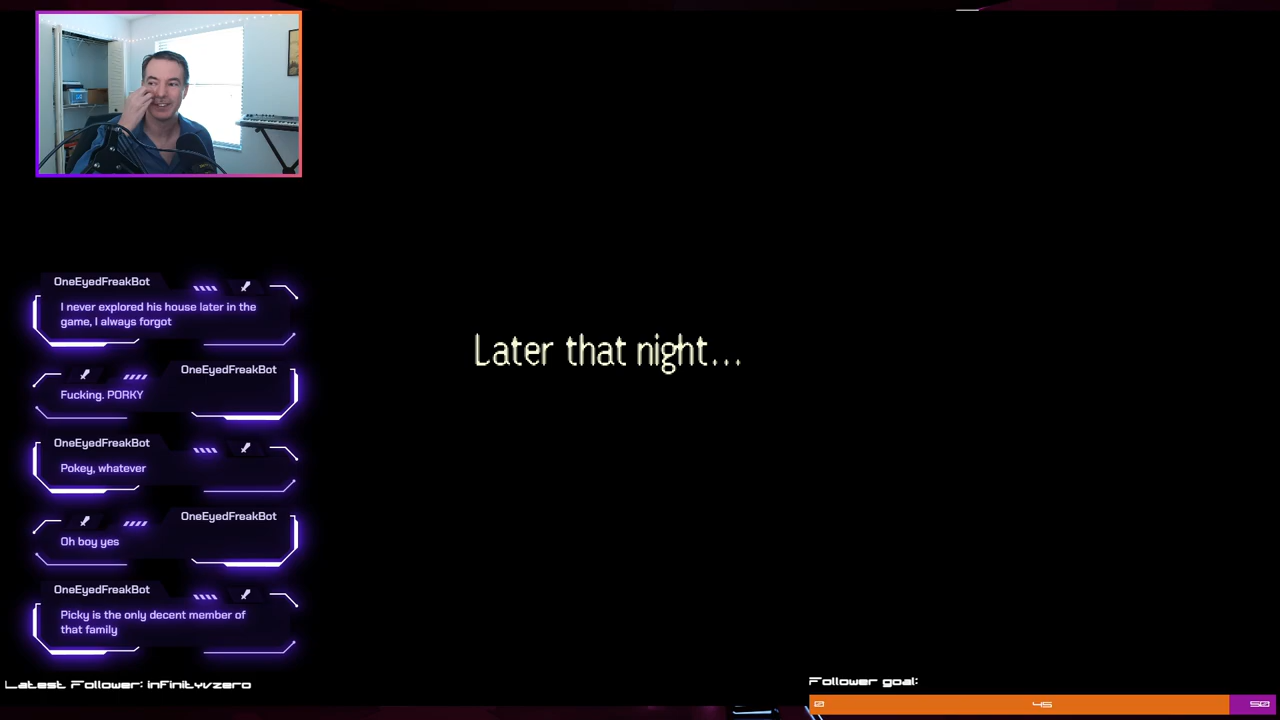 OneEyedFreakBot
I never explored his house later in the
game, I always forgot
OneEyedFreakBot
Fucking. PORKY
OneEyedFreakBot
Pokey, whatever
OneEyedFreakBot
Oh boy yes
OneEyedFreakBot
Picky is the only decent member of
that family
Later that night...
Latest Follower: infinityvzero
Follower goal:
0 45 50